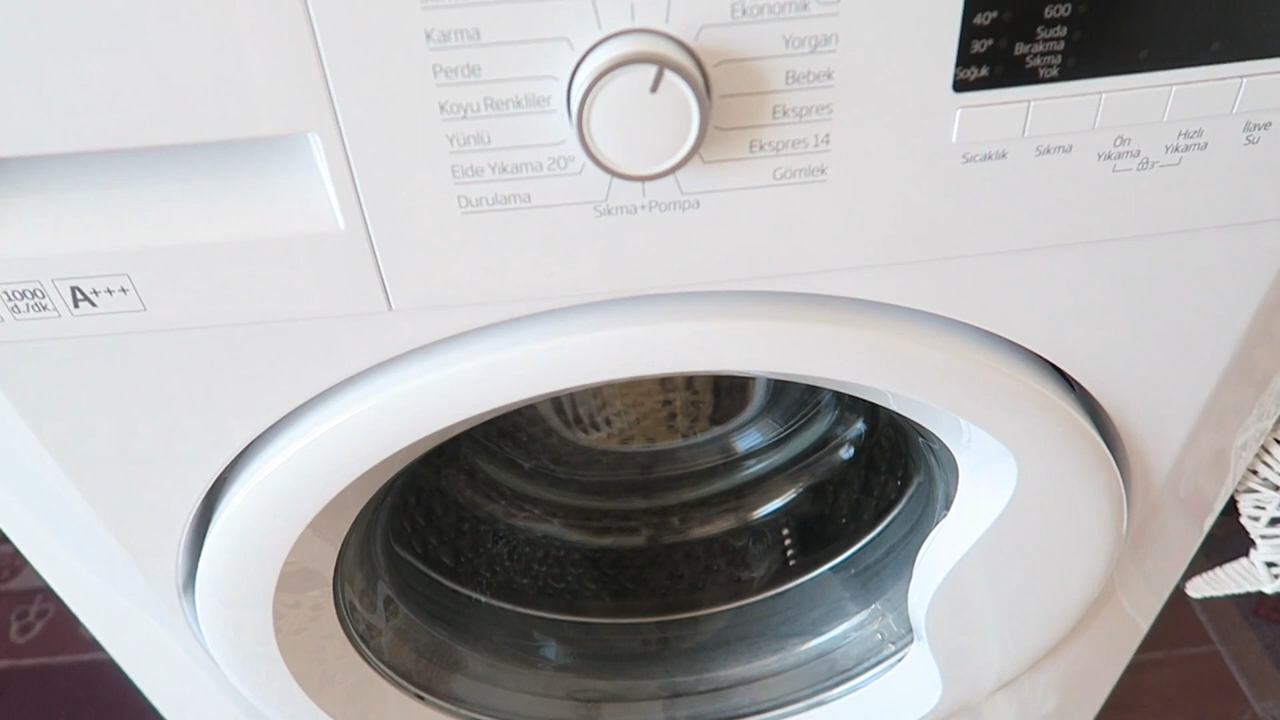 Karma
Perde
Koyu Renkliler
Yünlü
Elde Yıkama 20°
Durulama
Sıkma+Pompa
Ekonomik
Yorgan
Bebek
Ekspres
Ekspres 14
Gömlek
40°
30°
Soğuk
600
Suda
Bırakma
Sıkma
Yok
Sıcaklık
Sıkma
Ön
Yıkama
Hızlı
Yıkama
3"
İlave
Su
1000
d./dk.
A+++